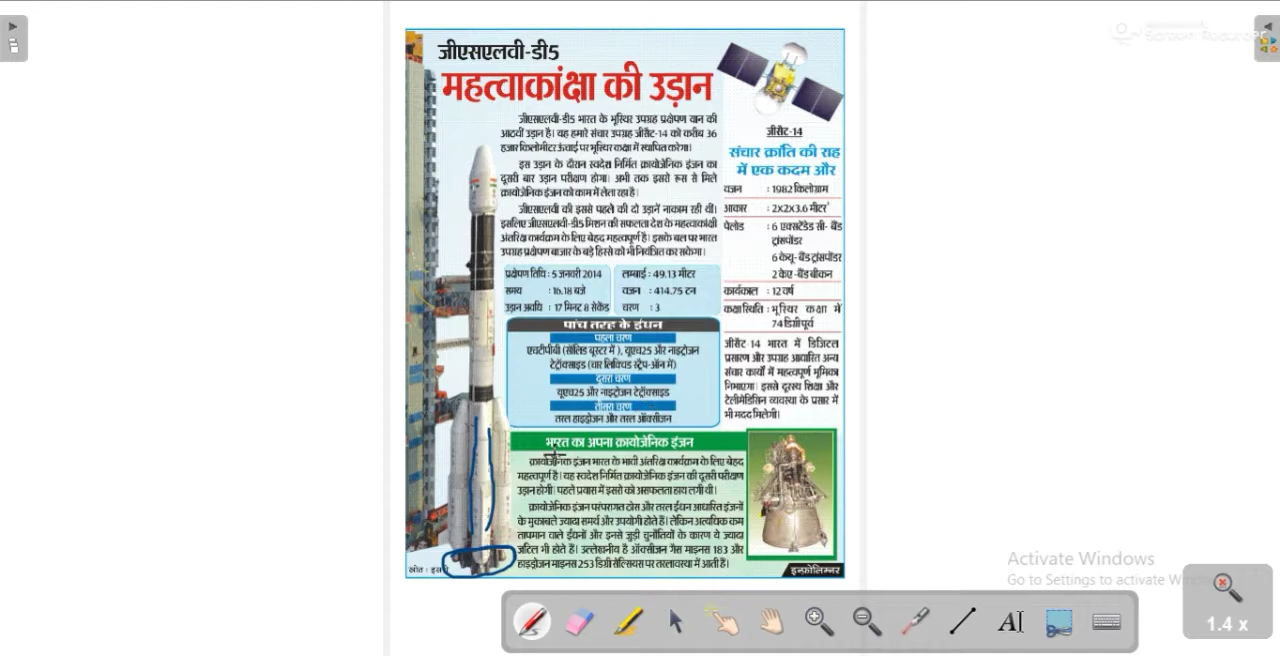 जीएसएलवी-डी5
महत्वाकांक्षा की उड़ान
जीएसएलवी-डी5 भारत के भूस्थिर उपग्रह प्रक्षेपण यान की
आठवीं उड़ान है। यह हमारे संचार उपग्रह जीसैट-14 को करीब 36
हजार किलोमीटर ऊंचाई पर भूस्थिर कक्षा में स्थापित करेगा।
इस उड़ान के दौरान स्वदेश निर्मित क्रायोजेनिक इंजन का
दूसरी बार उड़ान परीक्षण होगा। अभी तक इसरो रूस से मिले
क्रायोजेनिक इंजन को काम में लेता रहा है।
जीएसएलवी की इससे पहले की दो उड़ानें नाकाम रही थीं।
इसलिए जीएसएलवी-डी5 मिशन की सफलता देश के महत्वाकांक्षी
अंतरिक्ष कार्यक्रम के लिए बेहद महत्वपूर्ण है। इसके बल पर भारत
उपग्रह प्रक्षेपण बाजार के बड़े हिस्से को भी नियंत्रित कर सकेगा।
प्रक्षेपण तिथि : 5 जनवरी 2014
समय : 16.18 बजे
उड़ान अवधि : 17 मिनट 8 सेकेंड
लम्बाई : 49.13 मीटर
वजन : 414.75 टन
चरण : 3
पांच तरह के ईंधन
पहला चरण
एचटीपीबी (सॉलिड बूस्टर में), यूएच25 और नाइट्रोजन
टेट्रॉक्साइड (चार लिक्विड स्ट्रैप-ऑन में)
दूसरा चरण
यूएच25 और नाइट्रोजन टेट्रॉक्साइड
तीसरा चरण
तरल हाइड्रोजन और तरल ऑक्सीजन
जीसैट-14
संचार क्रांति की राह
में एक कदम और
वजन : 1982 किलोग्राम
आकार : 2X2X3.6 मीटर
पेलोड : 6 एक्सटेंडेड सी- बैंड
ट्रांसपोंडर
6 केयू- बैंड ट्रांसपोंडर
2 केए -बैंड बीकन
कार्यकाल : 12 वर्ष
कक्षा स्थिति : भूस्थिर कक्षा में
74 डिग्री पूर्व
जीसैट-14 भारत में डिजिटल
प्रसारण और उपग्रह आधारित अन्य
संचार कार्यों में महत्वपूर्ण भूमिका
निभाएगा। इससे दूरस्थ शिक्षा और
टेलीमेडिसिन व्यवस्था के प्रसार में
भी मदद मिलेगी।
भारत का अपना क्रायोजेनिक इंजन
क्रायोजेनिक इंजन भारत के भावी अंतरिक्ष कार्यक्रम के लिए बेहद
महत्वपूर्ण है। यह स्वदेश निर्मित क्रायोजेनिक इंजन की दूसरी परीक्षण
उड़ान होगी। पहले प्रयास में इसरो को असफलता हाथ लगी थी।
क्रायोजेनिक इंजन परंपरागत ठोस और तरल ईंधन आधारित इंजनों
के मुकाबले ज्यादा समर्थ और उपयोगी होते हैं। लेकिन अत्यधिक कम
तापमान वाले ईंधनों और इनसे जुड़ी चुनौतियों के कारण ये ज्यादा
जटिल भी होते हैं। उल्लेखनीय है ऑक्सीजन गैस माइनस 183 और
हाइड्रोजन माइनस 253 डिग्री सेल्सियस पर तरलावस्था में आती हैं।
स्रोत : इसरो
इन्फोलिम्नर
Screen Recorder
Activate Windows
Go to Settings to activate
AI
1.4 x